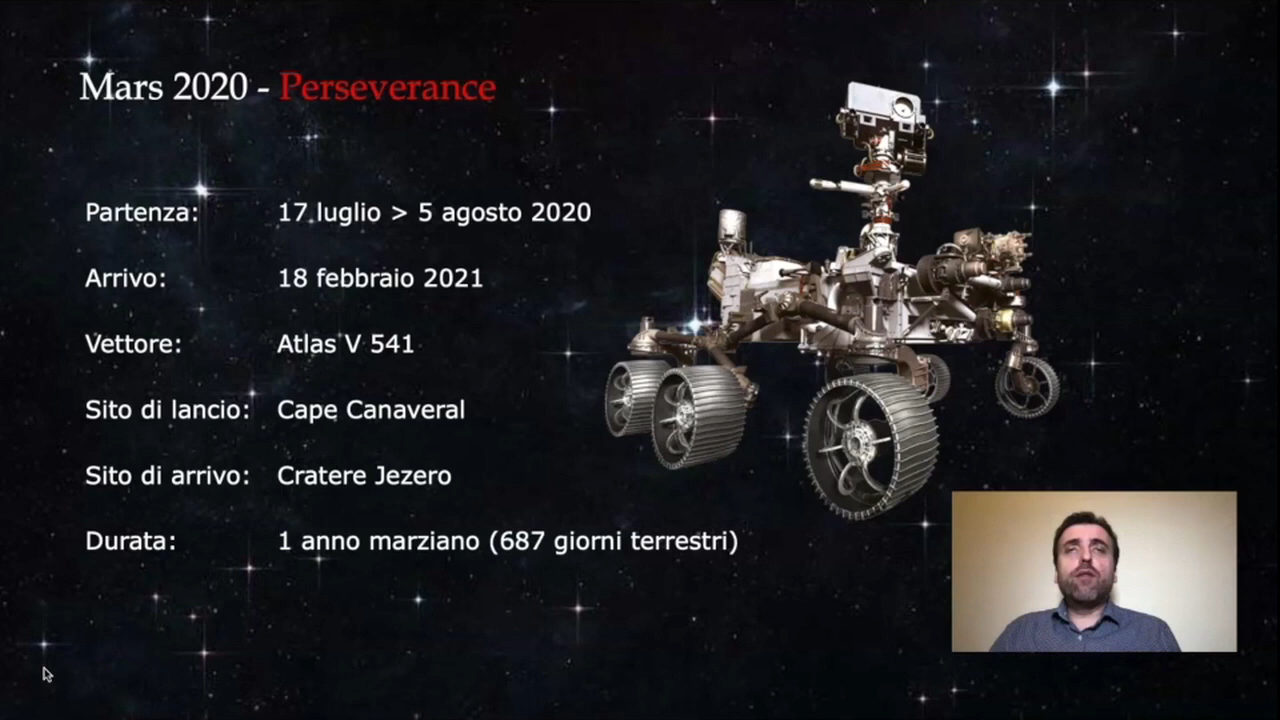 Mars 2020 - Perseverance
Partenza: 17 luglio > 5 agosto 2020
Arrivo: 18 febbraio 2021
Vettore: Atlas V 541
Sito di lancio: Cape Canaveral
Sito di arrivo: Cratere Jezero
Durata: 1 anno marziano (687 giorni terrestri)